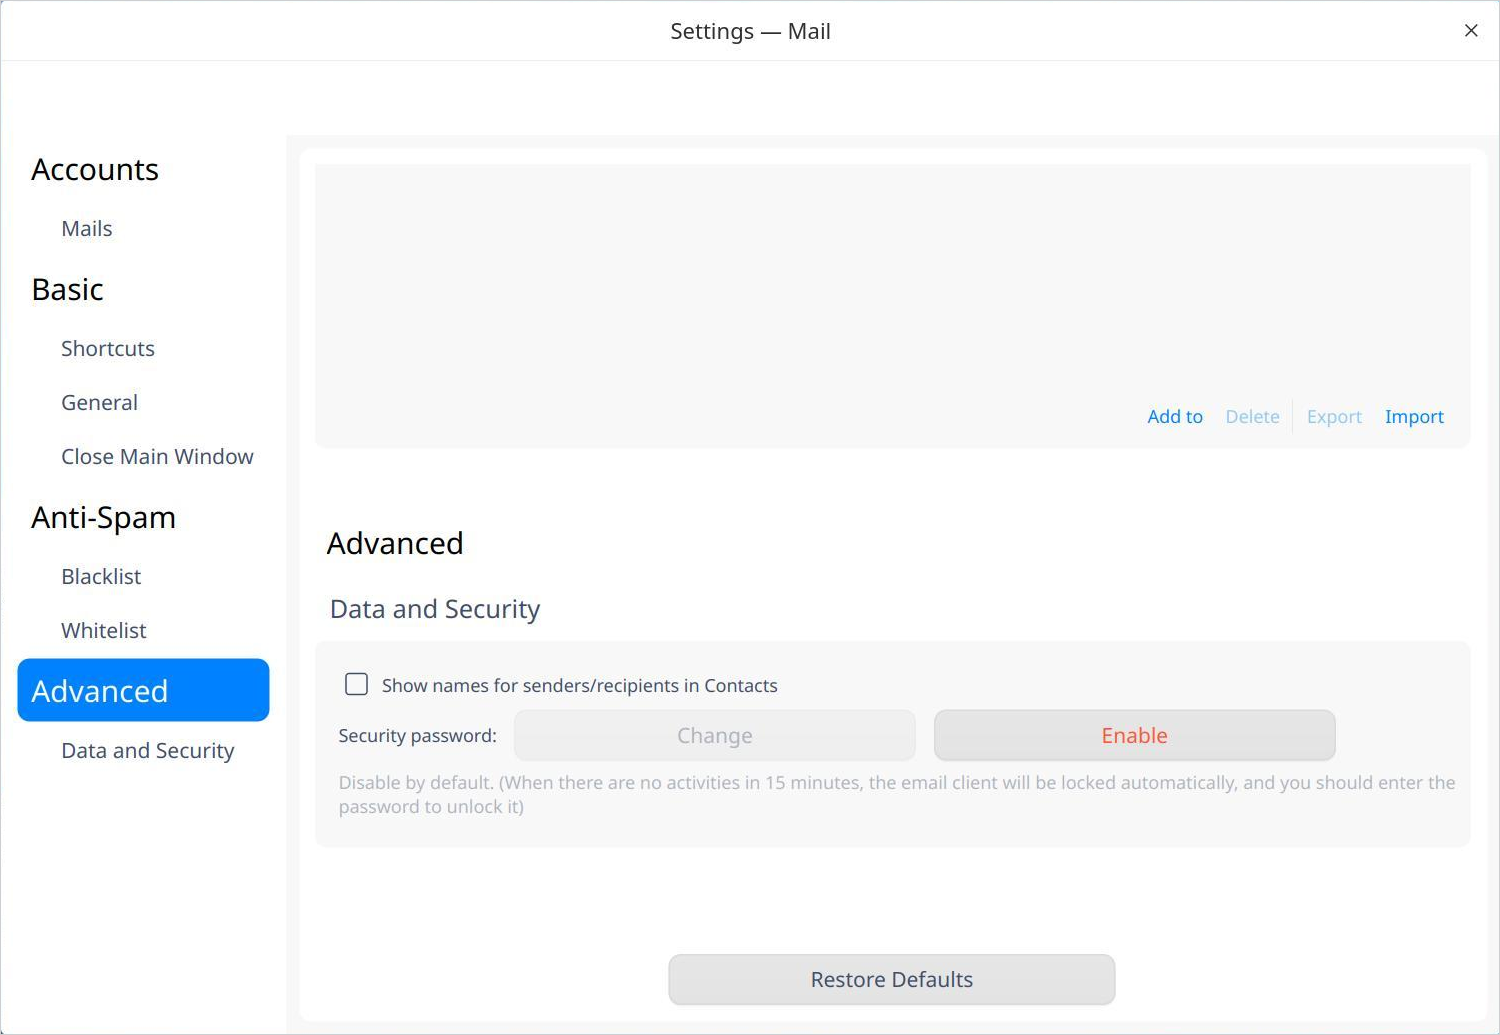 Settings — Mail
Accounts
Mails
Basic
Shortcuts
General
Close Main Window
Anti-Spam
Blacklist
Whitelist
Advanced
Data and Security
Add to Delete Export Import
Advanced
Data and Security
Show names for senders/recipients in Contacts
Security password: Change Enable
Disable by default. (When there are no activities in 15 minutes, the email client will be locked automatically, and you should enter the
password to unlock it)
Restore Defaults